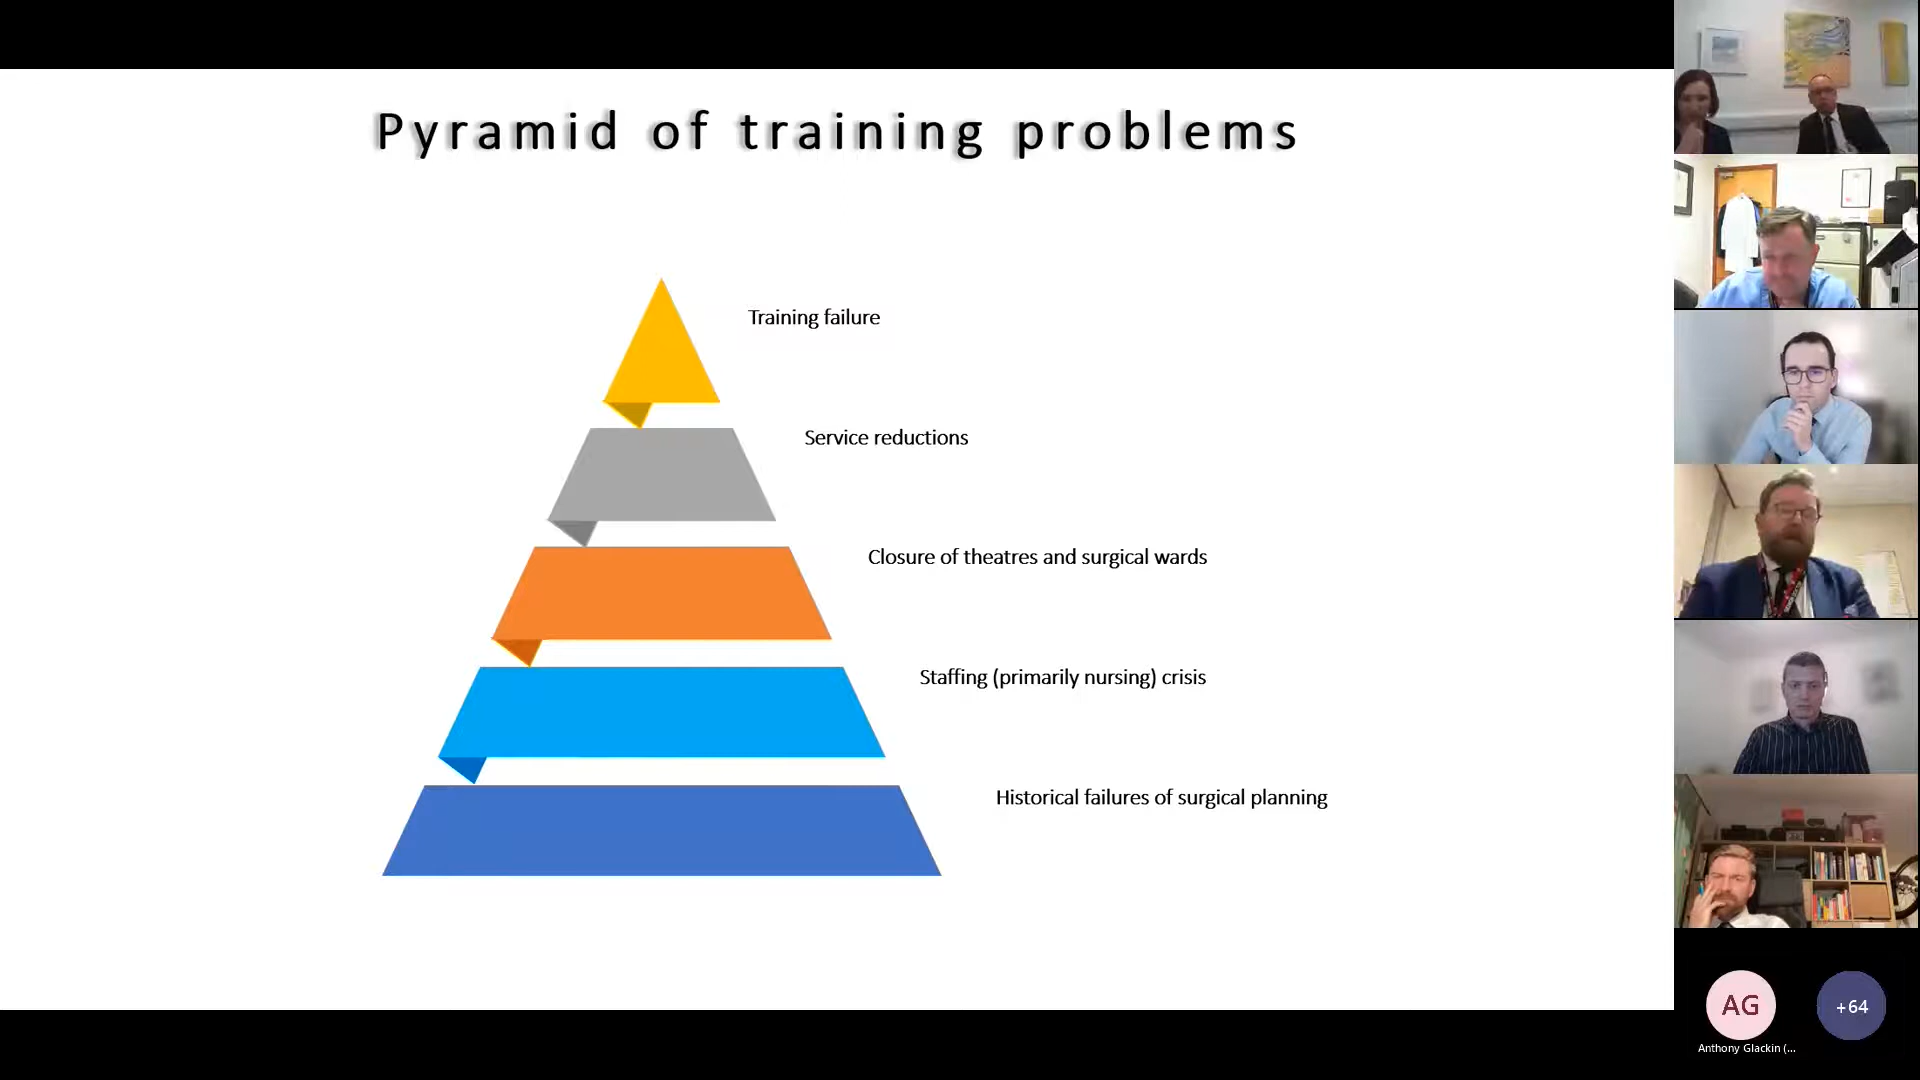 Pyramid of training problems
Training failure
Service reductions
Closure of theatres and surgical wards
Staffing (primarily nursing) crisis
Historical failures of surgical planning
AG
+64
Anthony Glackin (...